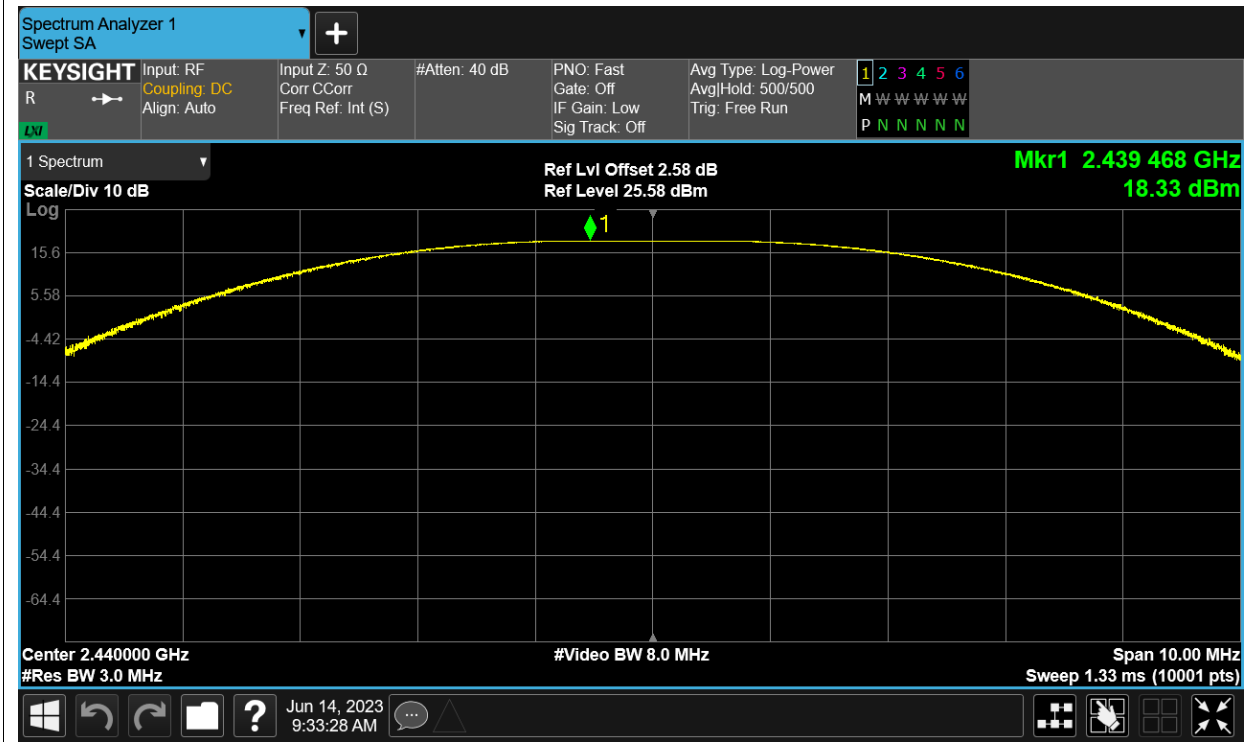 Spectrum Analyzer 1
Swept SA
KEYSIGHT
R
LXI
Input: RF
Coupling: DC
Align: Auto
Input Z: 50 Ω
Corr CCorr
Freq Ref: Int (S)
#Atten: 40 dB
PNO: Fast
Gate: Off
IF Gain: Low
Sig Track: Off
Avg Type: Log-Power
Avg|Hold: 500/500
Trig: Free Run
1 2 3 4 5 6
M W W W W W
P N N N N N
1 Spectrum
Scale/Div 10 dB
Log
Ref Lvl Offset 2.58 dB
Ref Level 25.58 dBm
Mkr1 2.439 468 GHz
18.33 dBm
1
15.6
5.58
-4.42
-14.4
-24.4
-34.4
-44.4
-54.4
-64.4
Center 2.440000 GHz
#Res BW 3.0 MHz
#Video BW 8.0 MHz
Span 10.00 MHz
Sweep 1.33 ms (10001 pts)
?
Jun 14, 2023
9:33:28 AM